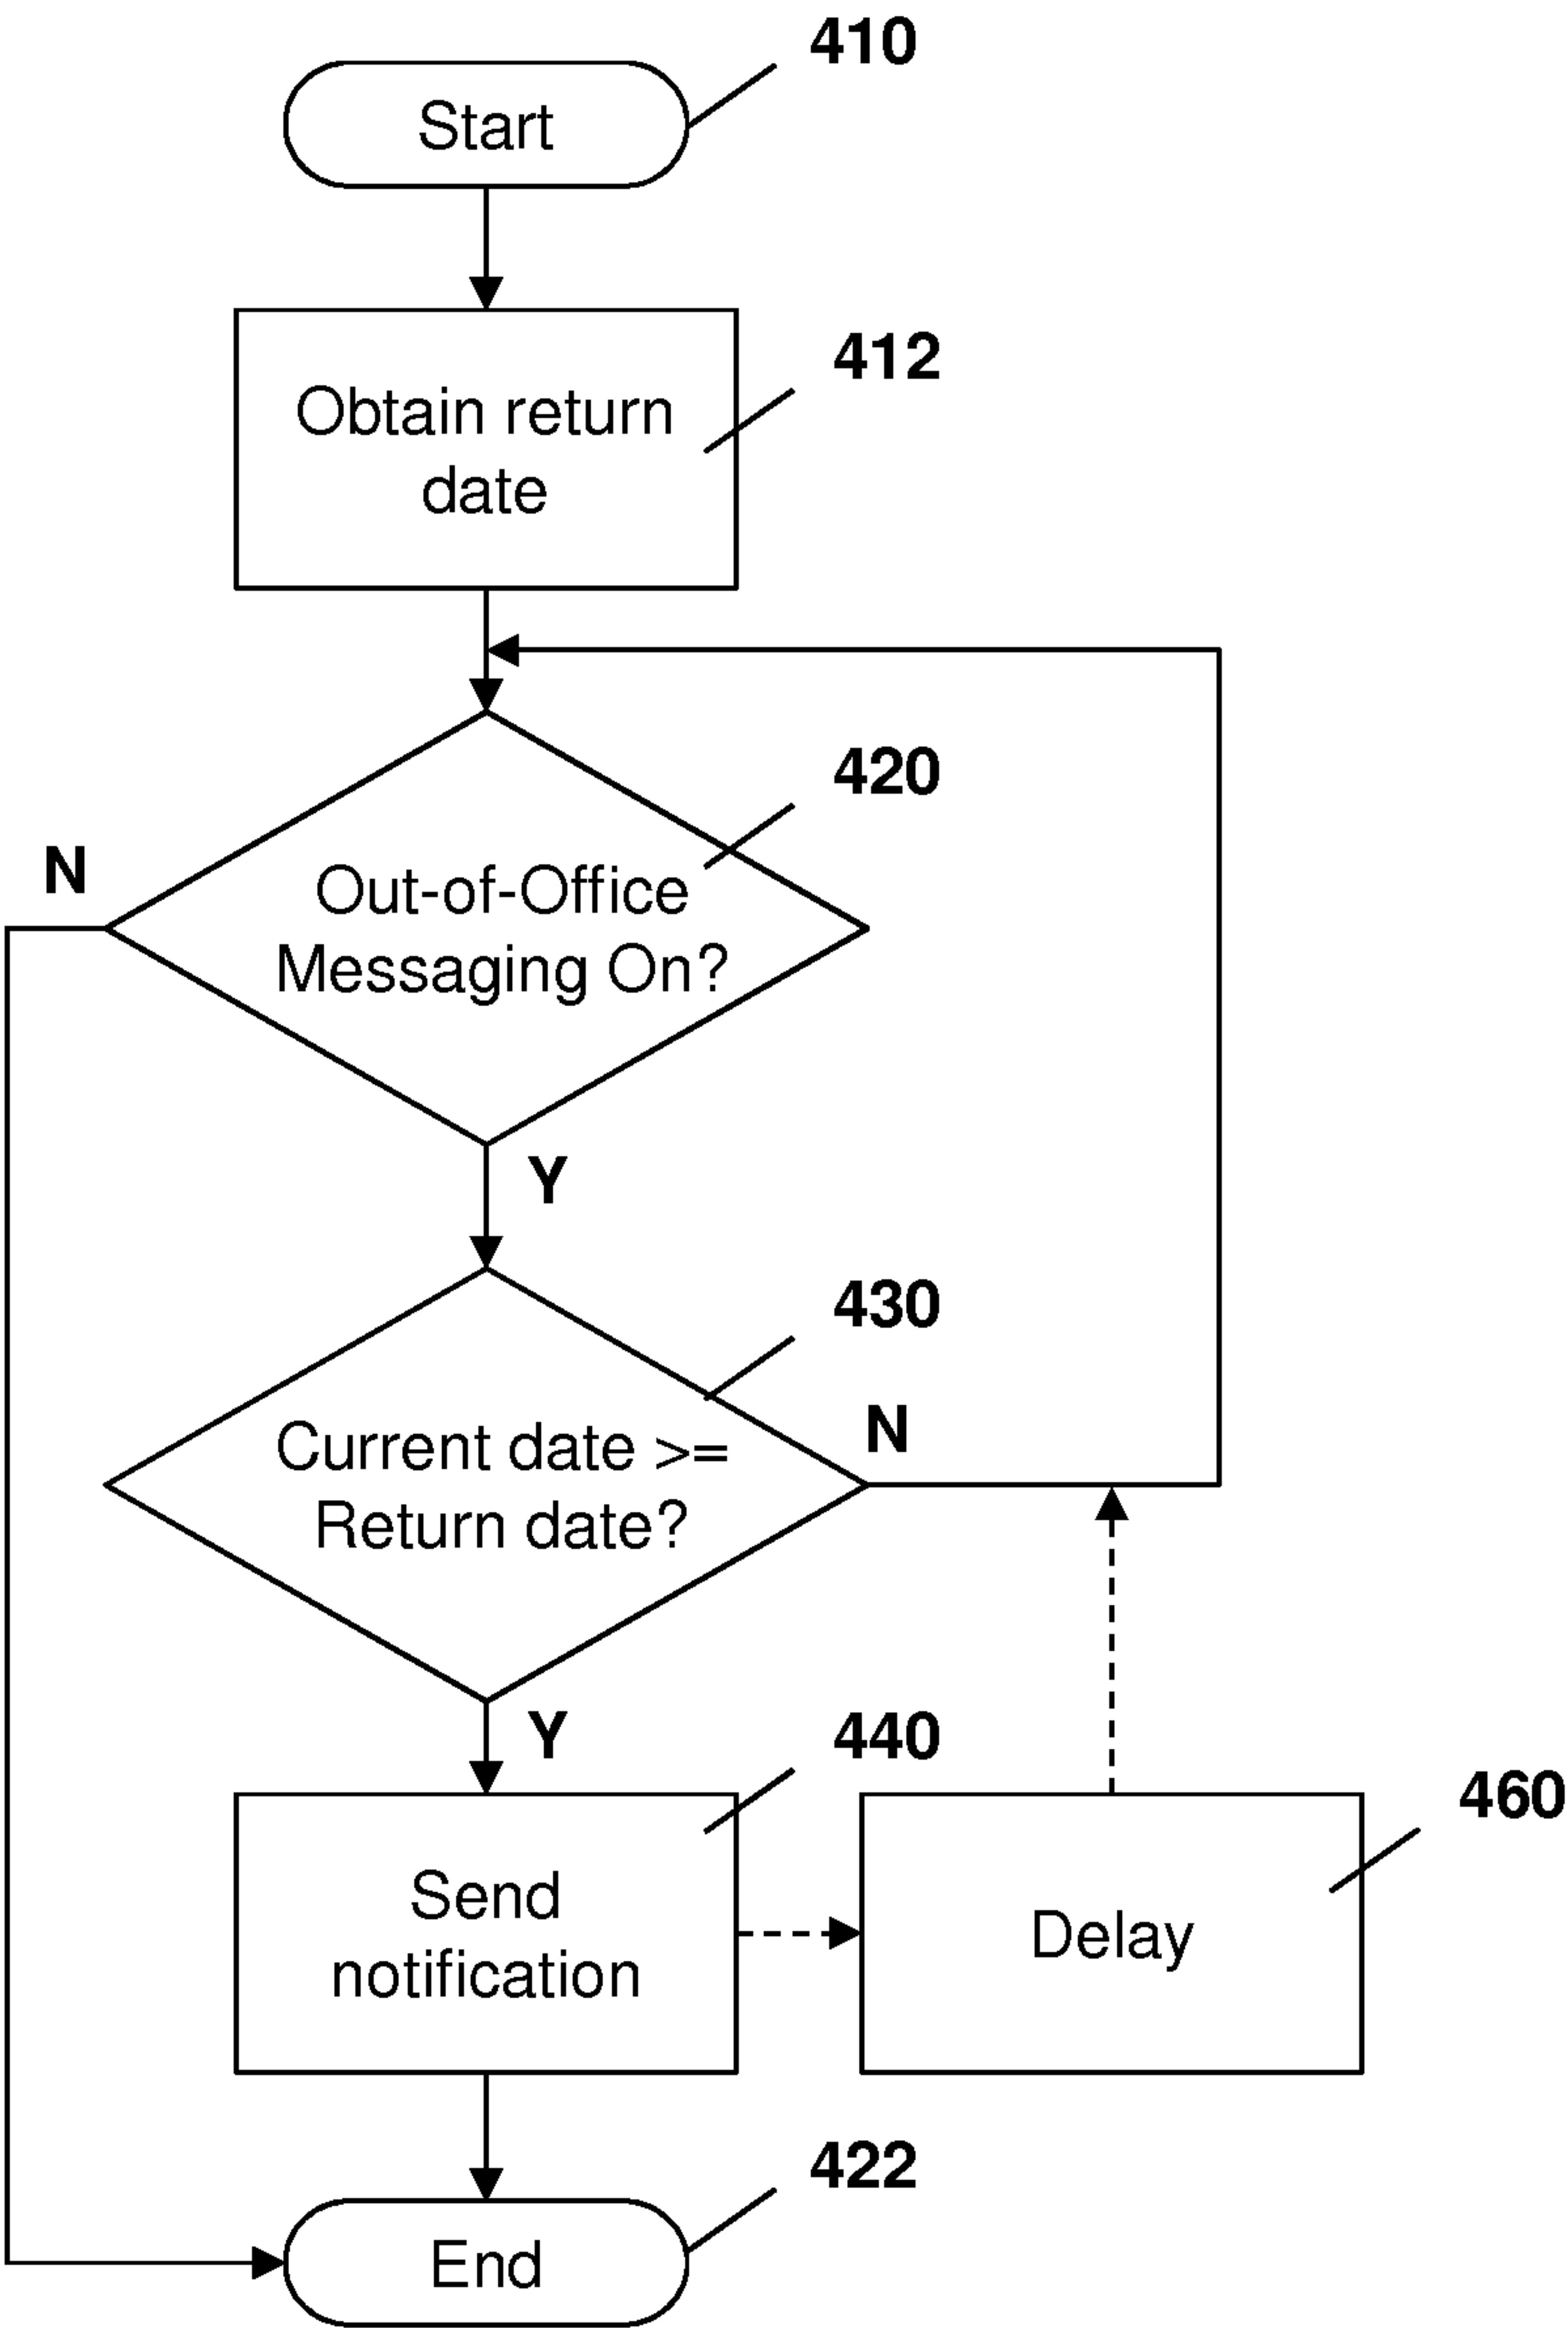 410
Start
412
Obtain return
date
420
N
Out-of-Office
Messaging On?
Y
430
N
Current date >=
Return date?
Y
440
460
Send
notification
Delay
422
End